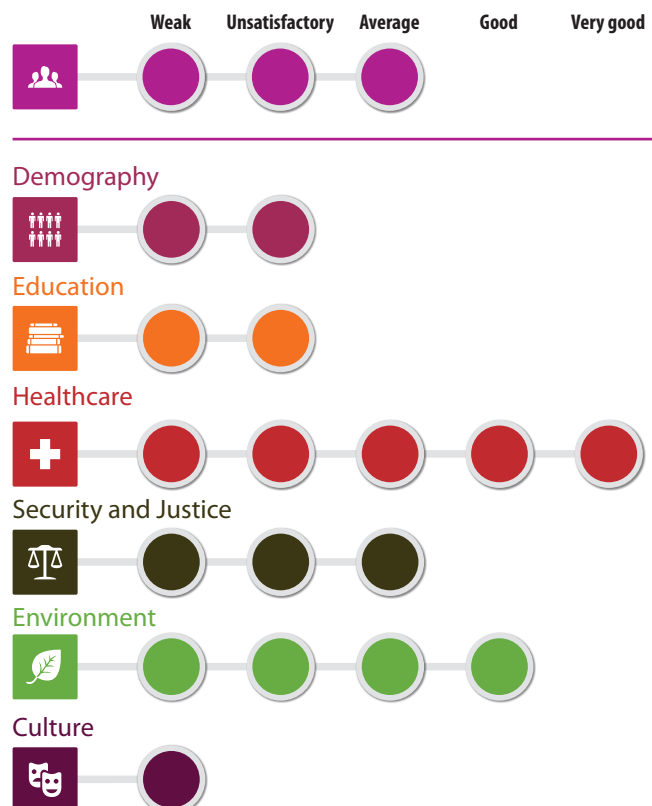 Weak Unsatisfactory Average Good Very good
Demography
Education
Healthcare
Security and Justice
Environment
Culture